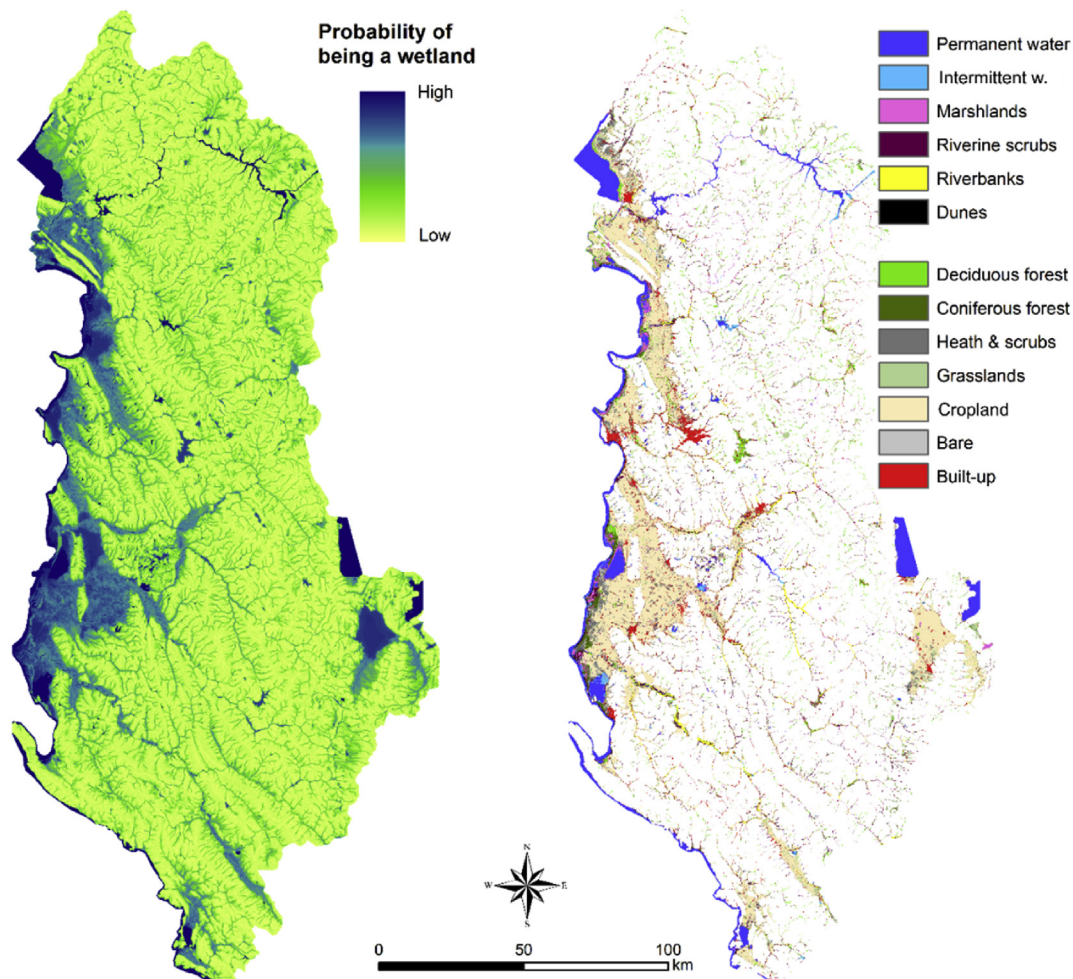 Probability of
being a wetland
High
Low
Permanent water
Intermittent w.
Marshlands
Riverine scrubs
Riverbanks
Dunes
Deciduous forest
Coniferous forest
Heath & scrubs
Grasslands
Cropland
Bare
Built-up
N
W E
S
0 50 100
km